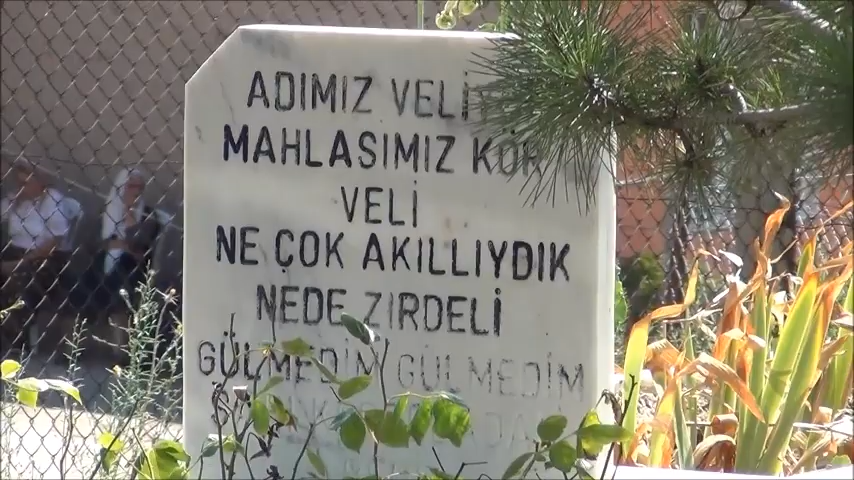 ADIMIZ VELİ
MAHLASIMIZ KÖR
VELİ
NE ÇOK AKILLIYDIK
NEDE ZIRDELİ
GÜLMEDİM GÜLMEDİM